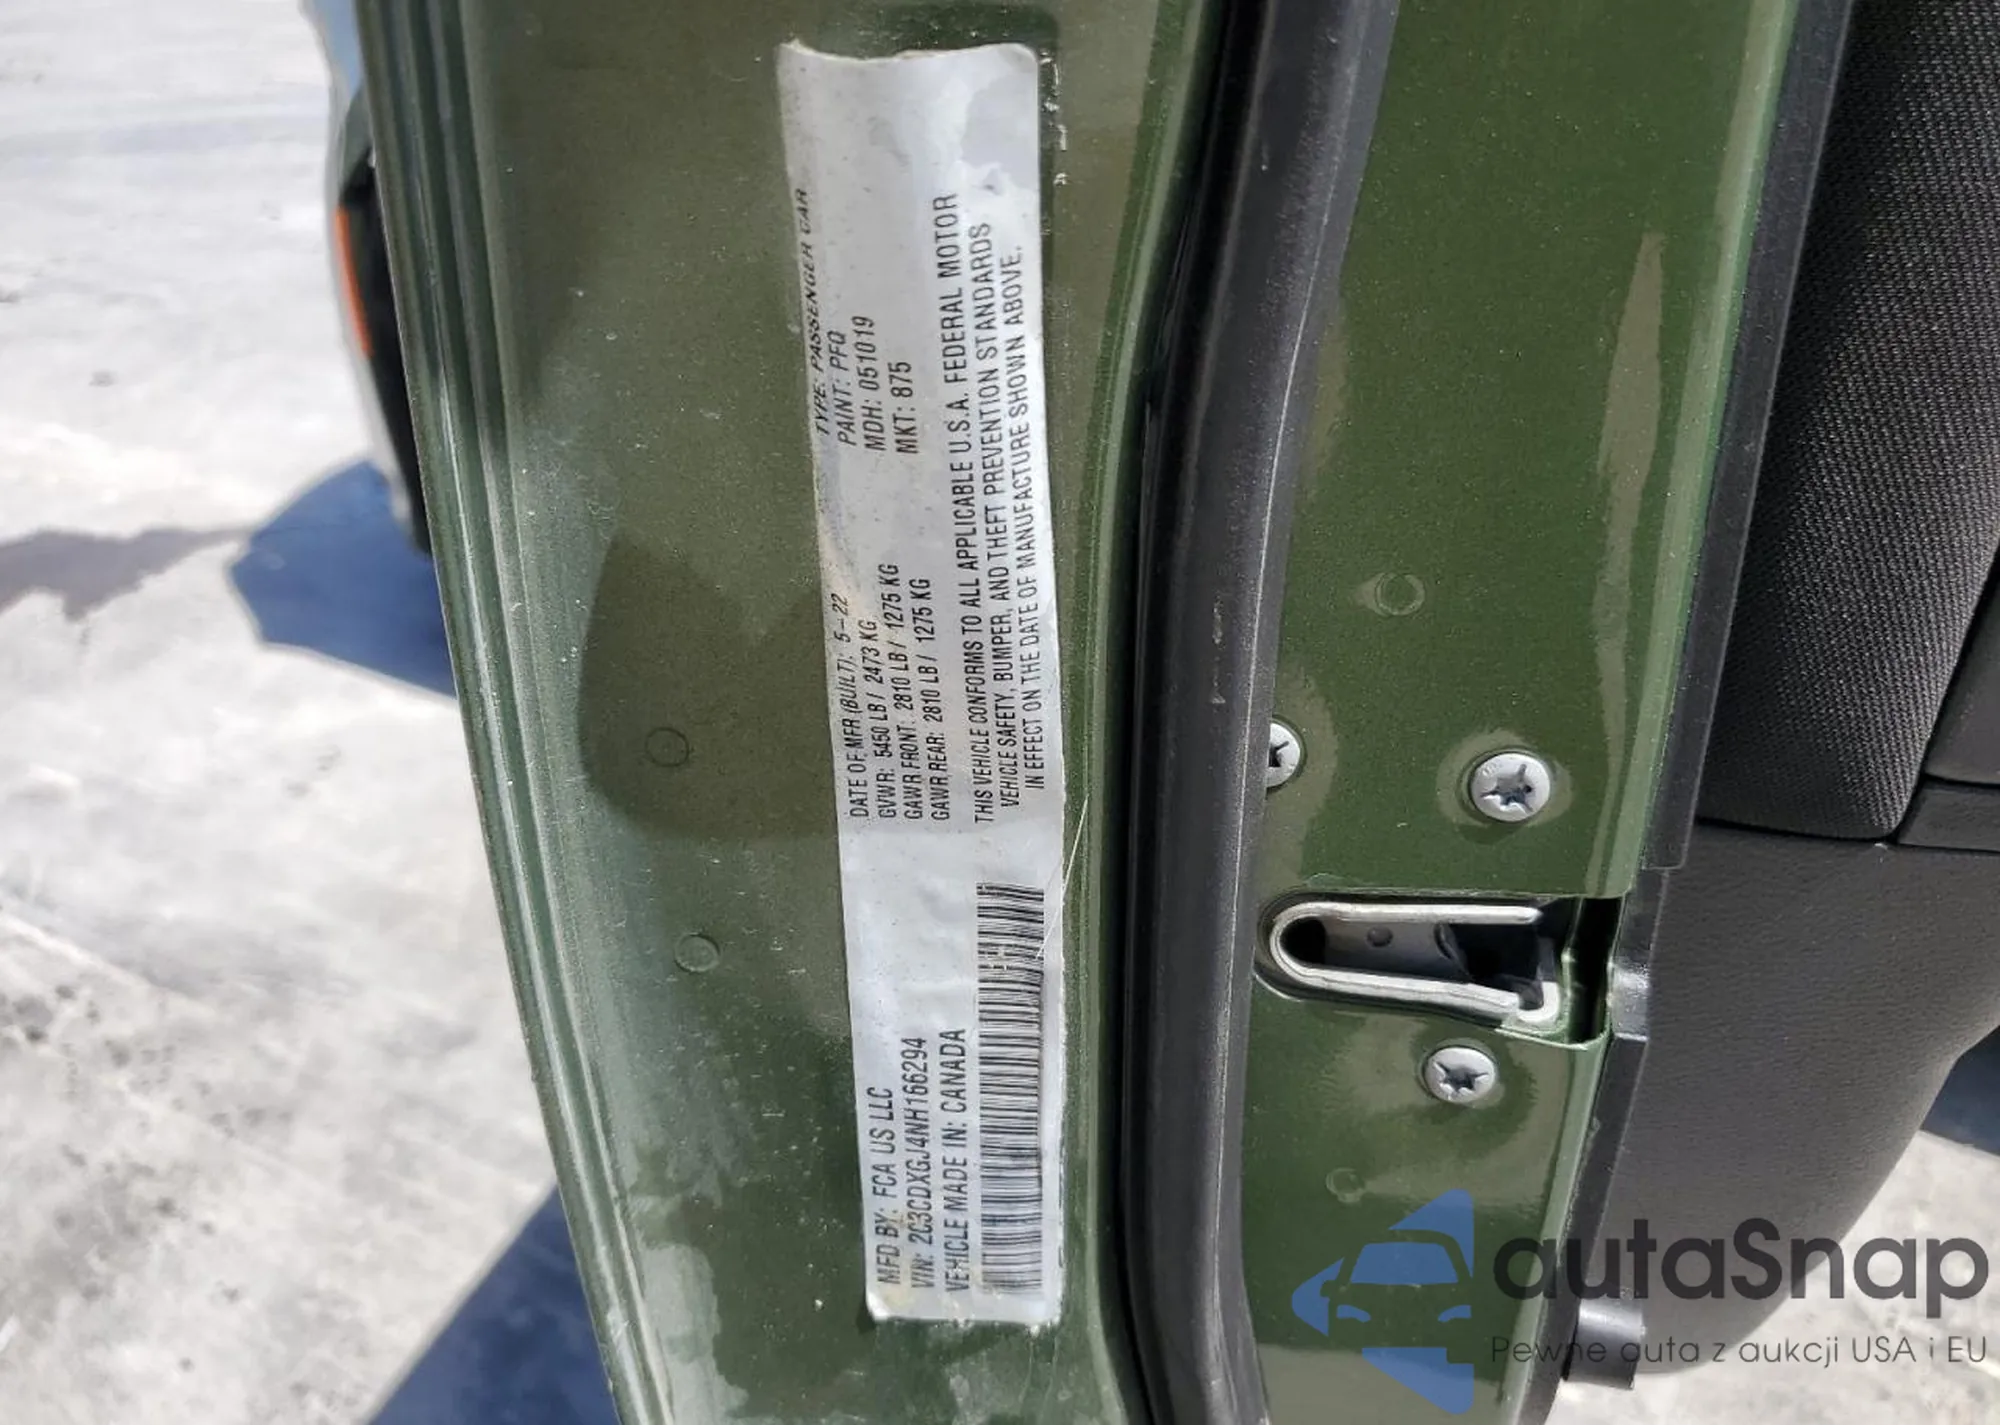 MFD BY: FCA US LLC
VIN: 2C3CDXGJ4NH166294
VEHICLE MADE IN: CANADA
DATE OF MFR (BUILT): 5-22
GVWR: 5450 LB / 2473 KG
GAWR FRONT: 2810 LB / 1275 KG
GAWR REAR: 2810 LB / 1275 KG
TYPE: PASSENGER CAR
PAINT: PFQ
MDH: 051019
MKT: 875
THIS VEHICLE CONFORMS TO ALL APPLICABLE U.S.A. FEDERAL MOTOR
VEHICLE SAFETY, BUMPER, AND THEFT PREVENTION STANDARDS
IN EFFECT ON THE DATE OF MANUFACTURE SHOWN ABOVE.
autaSnap
Pewne auta z aukcji USA i EU